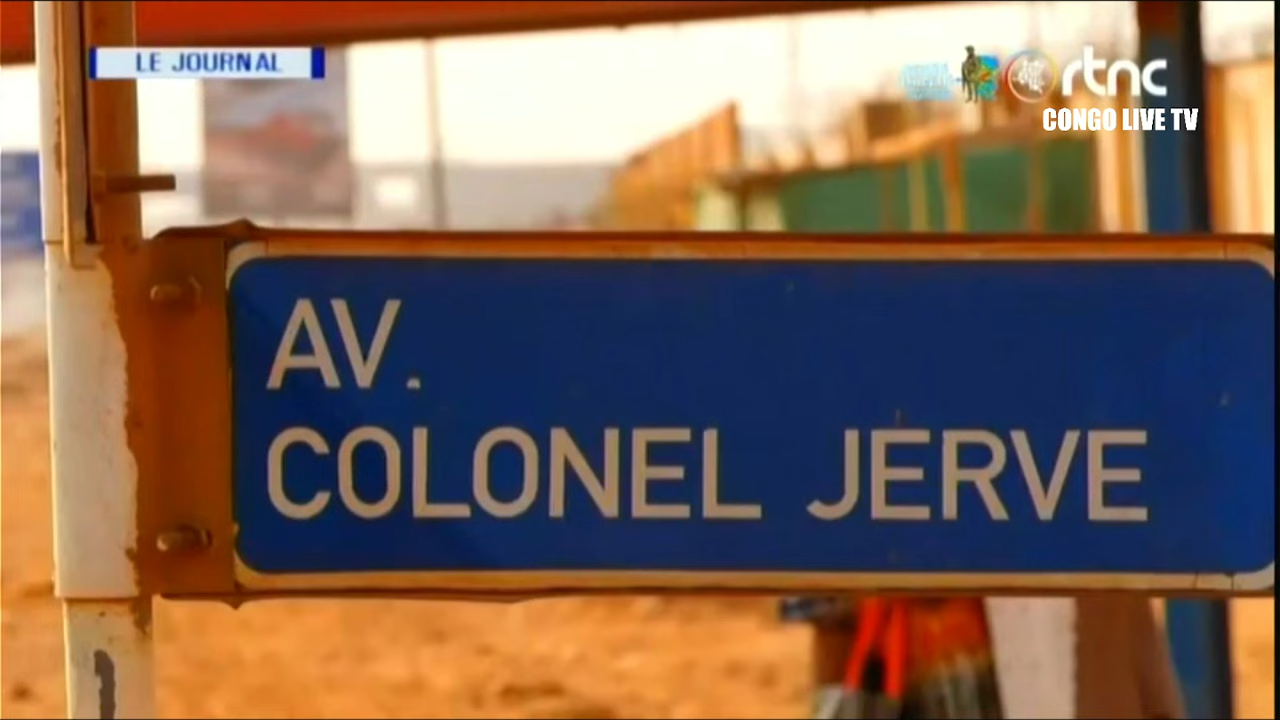 LE JOURNAL
rtnc
CONGO LIVE TV
AV.
COLONEL JERVE